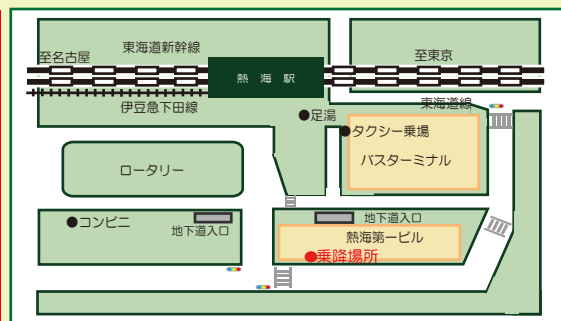 東海道新幹線
至名古屋
至東京
熱海駅
伊豆急下田線
東海道線
足湯
タクシー乗場
バスターミナル
ロータリー
コンビニ
地下道入口
地下道入口
熱海第一ビル
乗降場所